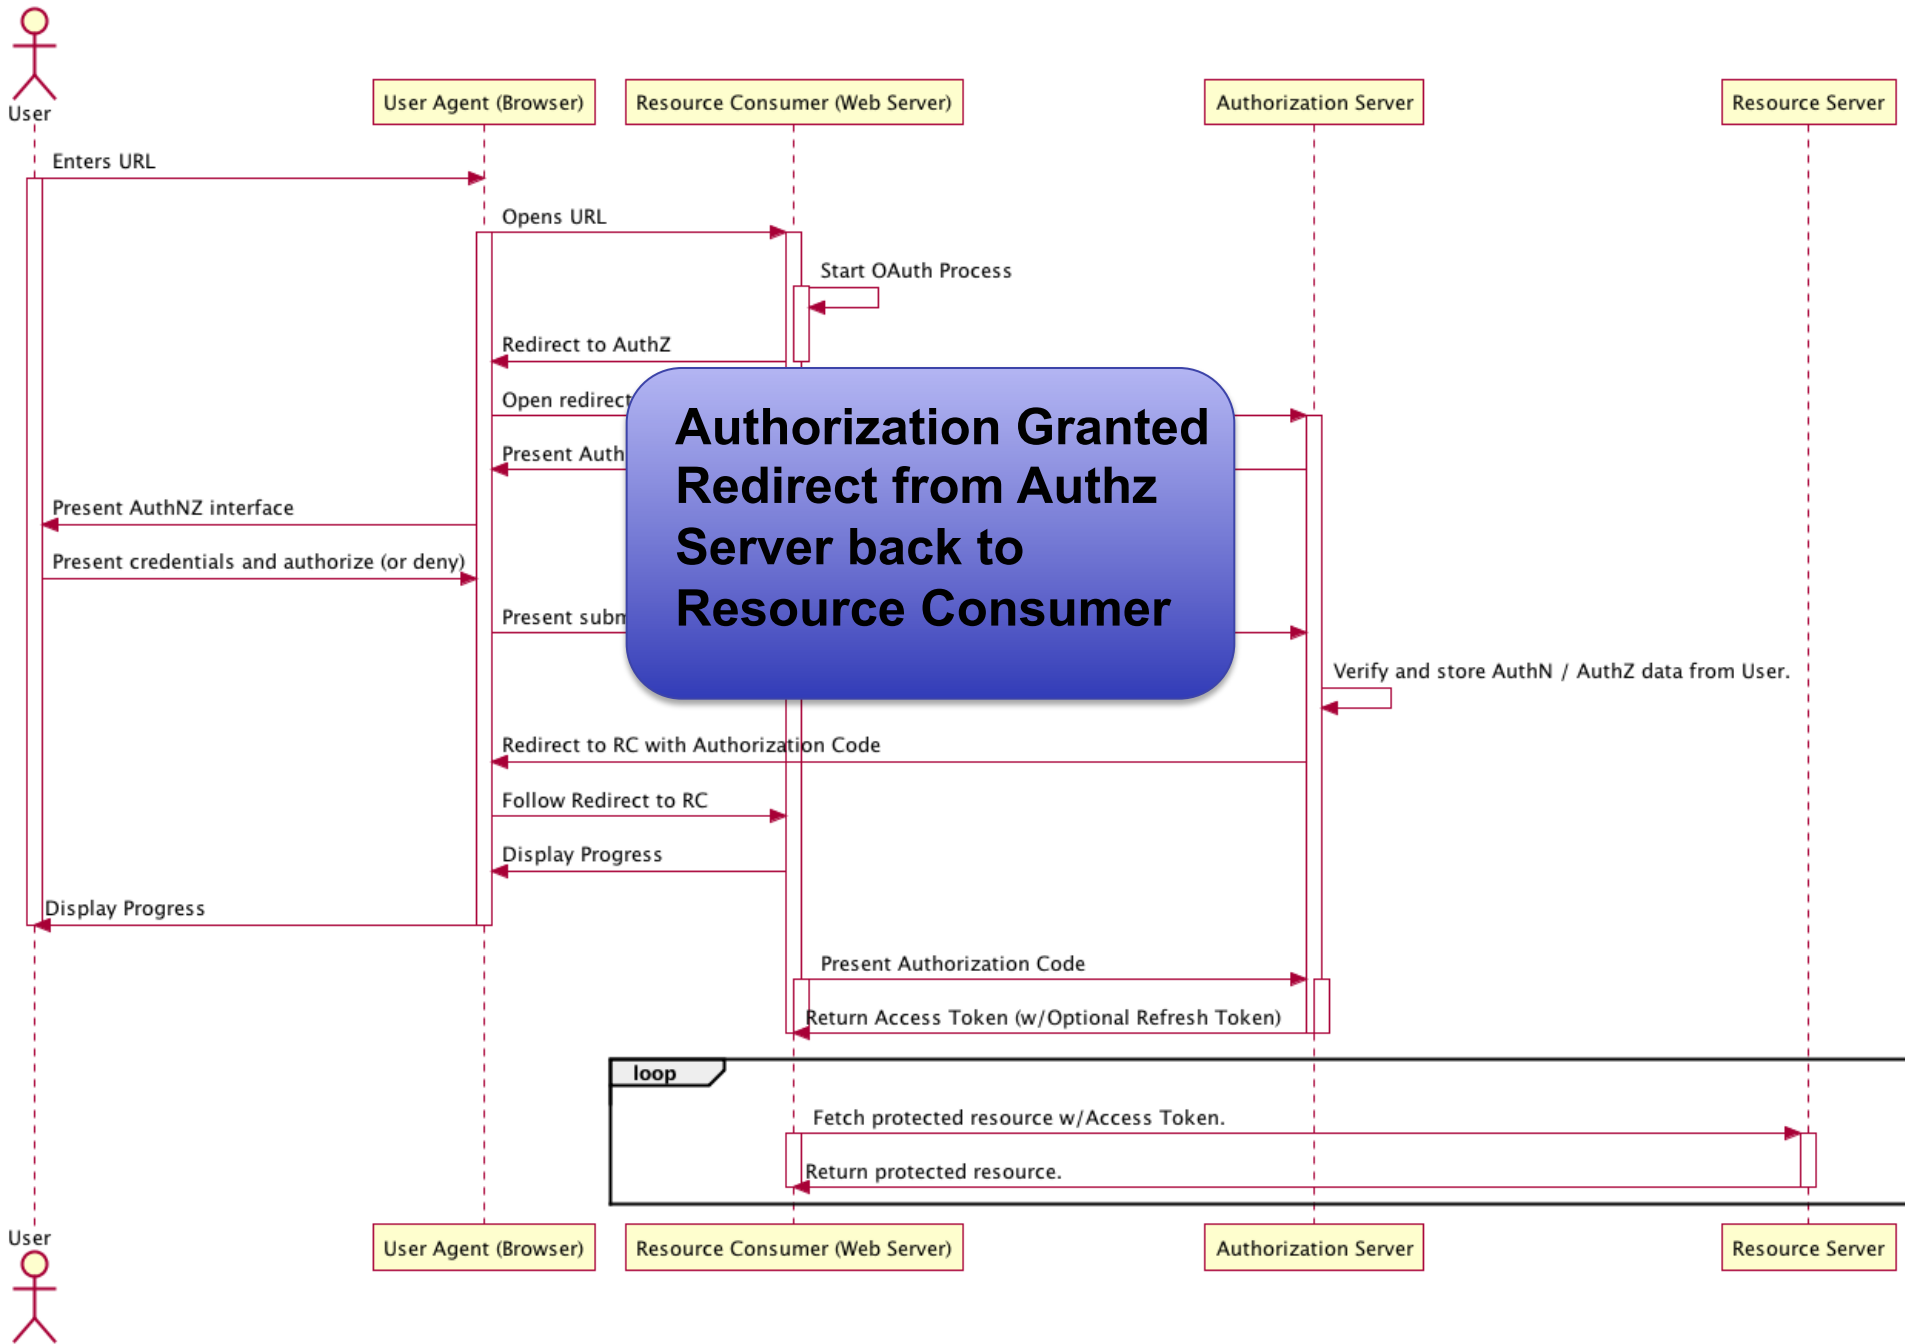 User
User Agent (Browser)
Resource Consumer (Web Server)
Authorization Server
Resource Server
Enters URL
Opens URL
Start OAuth Process
Redirect to AuthZ
Open redirect
Present Auth
Present AuthNZ interface
Present credentials and authorize (or deny)
Present
Authorization Granted
Redirect from Authz
Server back to
Resource Consumer
Verify and store AuthN / AuthZ data from User.
Redirect to RC with Authorization Code
Follow Redirect to RC
Display Progress
Display Progress
Present Authorization Code
Return Access Token (w/Optional Refresh Token)
loop
Fetch protected resource w/Access Token.
Return protected resource.
User
User Agent (Browser)
Resource Consumer (Web Server)
Authorization Server
Resource Server